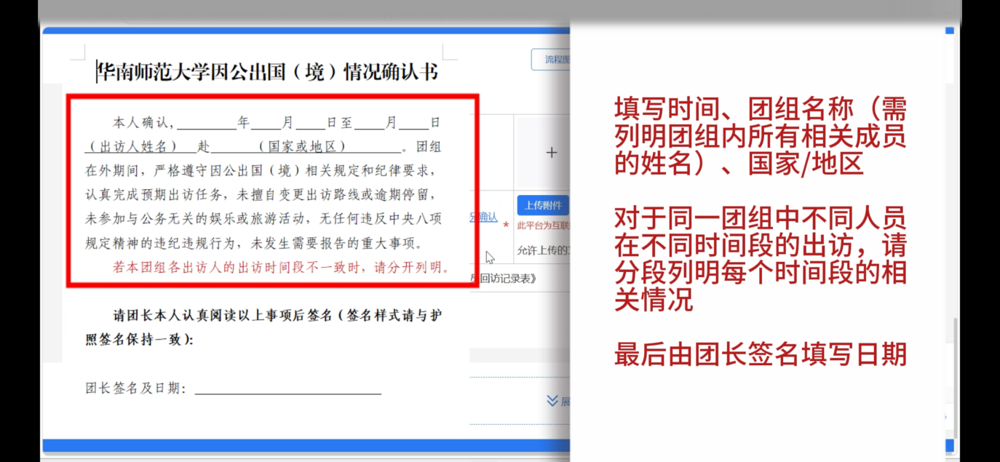 华南师范大学因公出国（境）情况确认书
本人确认,________年____月____日至____月____日
（出访人姓名） 赴______（国家或地区）________。团组
在外期间，严格遵守因公出国（境）相关规定和纪律要求，
认真完成预期出访任务，未擅自变更出访路线或逾期停留，
未参加与公务无关的娱乐或旅游活动，无任何违反中央八项
规定精神的违纪违规行为，未发生需要报告的重大事项。
若本团组各出访人的出访时间段不一致时，请分开列明。
请团长本人认真阅读以上事项后签名（签名样式请与护
照签名保持一致）：
团长签名及日期：__________________________
流程图
+
确认
*
上传附件
此平台为互联
允许上传的
回访记录表》
展
填写时间、团组名称（需
列明团组内所有相关成员
的姓名）、国家/地区
对于同一团组中不同人员
在不同时间段的出访，请
分段列明每个时间段的相
关情况
最后由团长签名填写日期